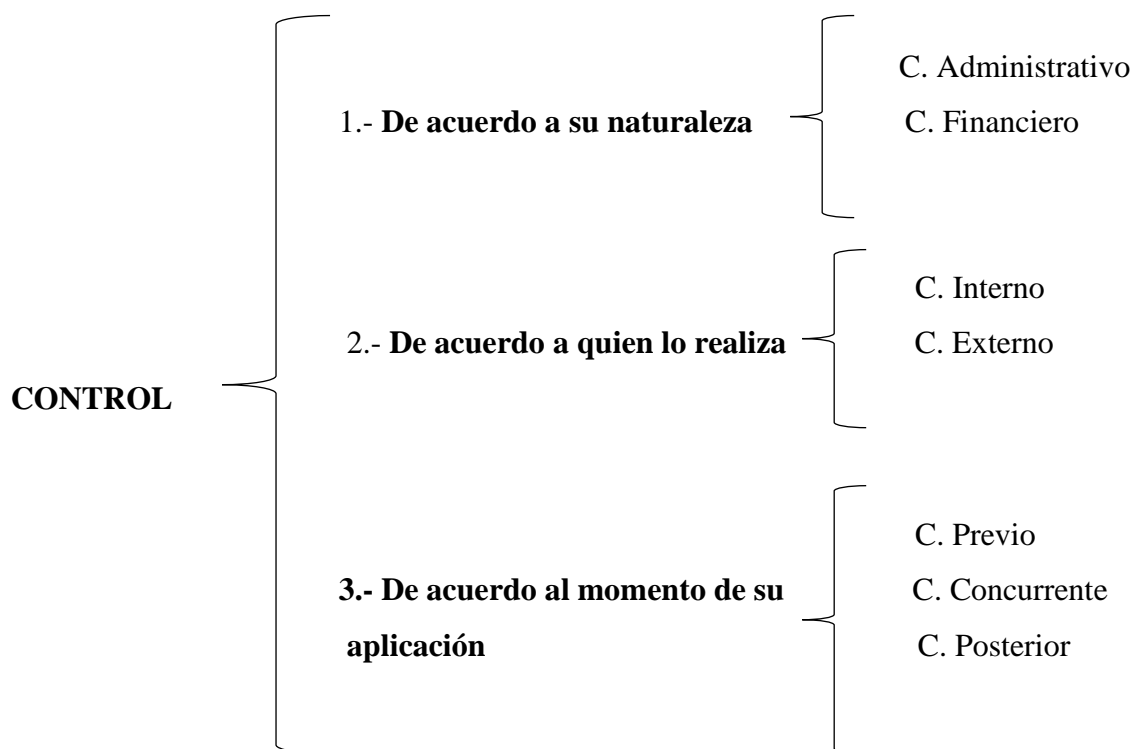 CONTROL
1.- De acuerdo a su naturaleza
C. Administrativo
C. Financiero
2.- De acuerdo a quien lo realiza
C. Interno
C. Externo
3.- De acuerdo al momento de su
aplicación
C. Previo
C. Concurrente
C. Posterior